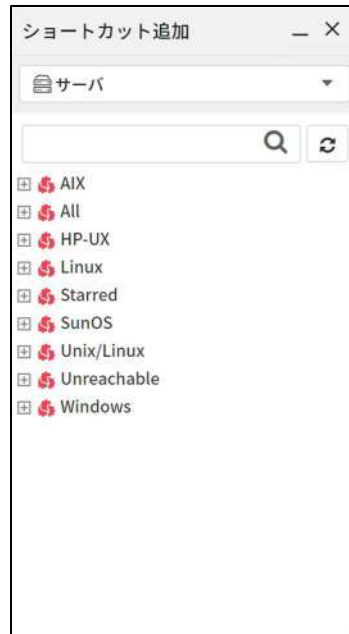 ショートカット追加
サーバ
AIX
All
HP-UX
Linux
Starred
SunOS
Unix/Linux
Unreachable
Windows